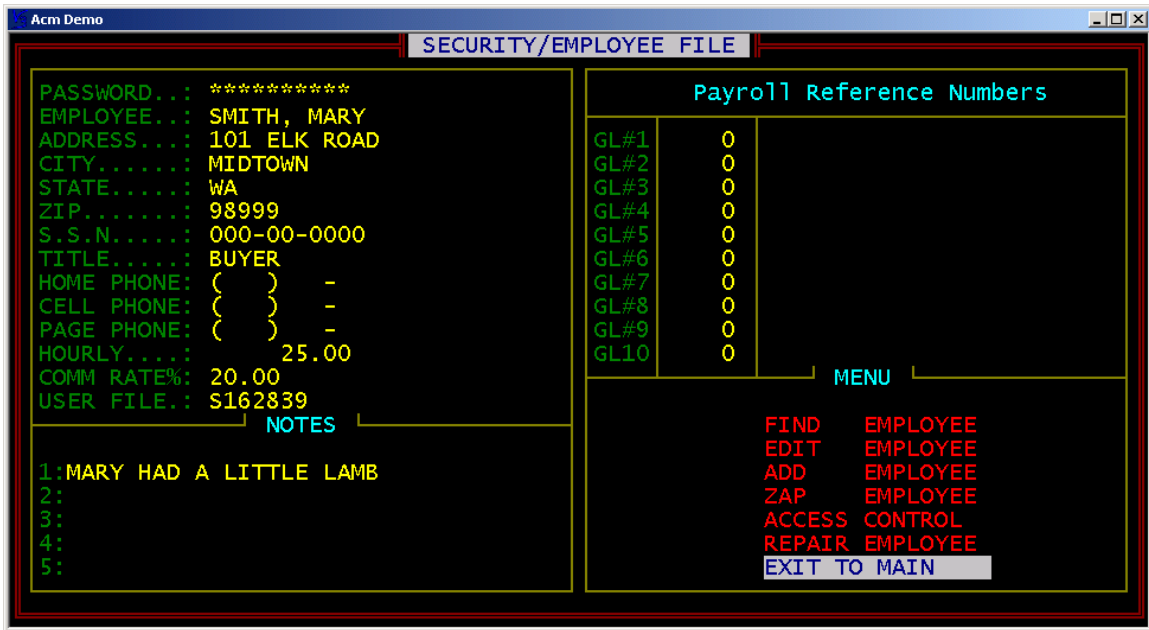 Acm Demo
SECURITY/EMPLOYEE FILE
PASSWORD..: **********
EMPLOYEE..: SMITH, MARY
ADDRESS...: 101 ELK ROAD
CITY......: MIDTOWN
STATE.....: WA
ZIP.......: 98999
S.S.N.....: 000-00-0000
TITLE.....: BUYER
HOME PHONE: (   )   -
CELL PHONE: (   )   -
PAGE PHONE: (   )   -
HOURLY....: 25.00
COMM RATE%: 20.00
USER FILE.: S162839
NOTES
1:MARY HAD A LITTLE LAMB
2:
3:
4:
5:
Payroll Reference Numbers
GL#1 0
GL#2 0
GL#3 0
GL#4 0
GL#5 0
GL#6 0
GL#7 0
GL#8 0
GL#9 0
GL10 0
MENU
FIND EMPLOYEE
EDIT EMPLOYEE
ADD EMPLOYEE
ZAP EMPLOYEE
ACCESS CONTROL
REPAIR EMPLOYEE
EXIT TO MAIN